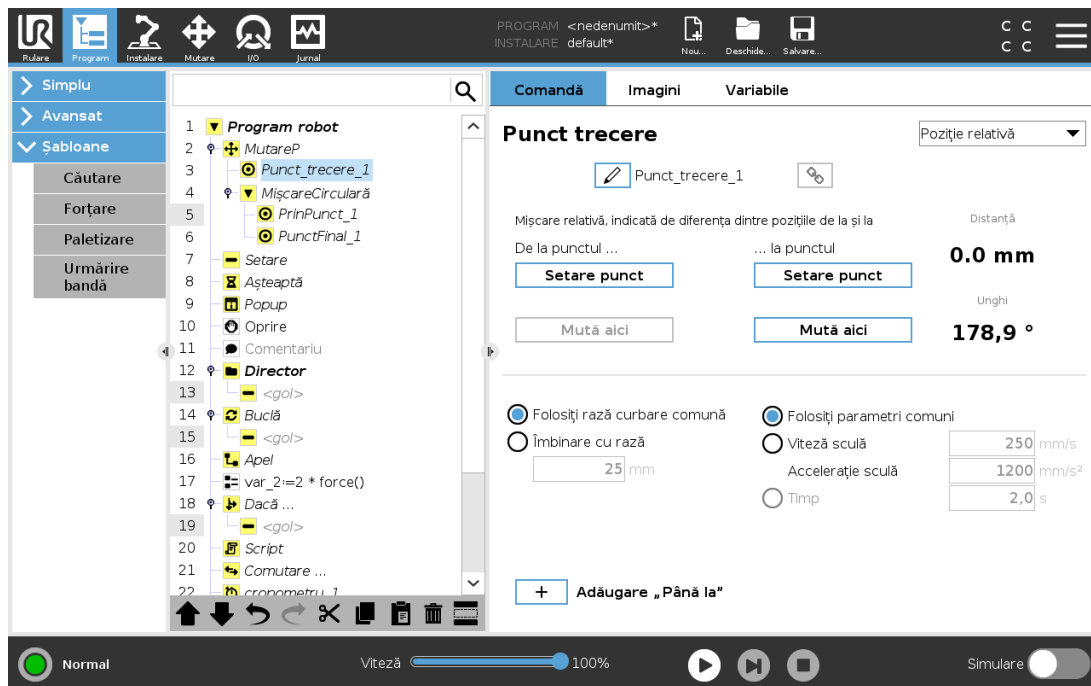 PROGRAM <nedenumit>*
INSTALARE default*
Rulare Program Instalare Mutare I/O Jurnal
Nou... Deschide... Salvare...
C C
C C
Simplu
Avansat
Șabloane
Căutare
Forțare
Paletizare
Urmărire
bandă
1 Program robot
2 MutareP
3 Punct_trecere_1
4 MișcareCirculară
5 PrinPunct_1
6 PunctFinal_1
7 Setare
8 Așteaptă
9 Popup
10 Oprire
11 Comentariu
12 Director
13 <gol>
14 Buclă
15 <gol>
16 Apel
17 var_2:=2 * force()
18 Dacă ...
19 <gol>
20 Script
21 Comutare ...
22 cronometru_1
Comandă Imagini Variabile
Punct trecere
Poziție relativă
Punct_trecere_1
Mișcare relativă, indicată de diferența dintre pozițiile de la și la
Distanță
De la punctul ... ... la punctul
0.0 mm
Setare punct Setare punct
Unghi
Mută aici Mută aici
178,9 °
Folosiți rază curbare comună
Îmbinare cu rază
25 mm
Folosiți parametri comuni
Viteză sculă 250 mm/s
Accelerație sculă 1200 mm/s²
Timp 2,0 s
+ Adăugare „Până la”
Normal
Viteză 100%
Simulare